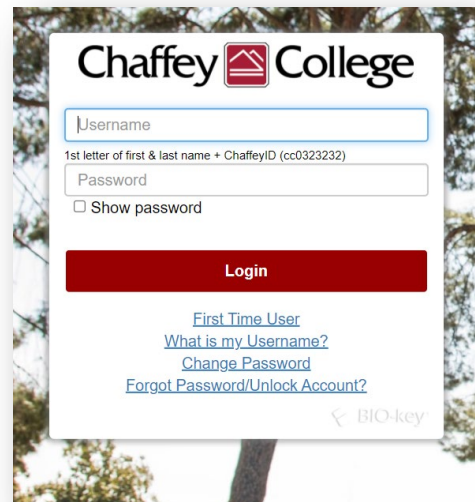 Chaffey College
Username
1st letter of first & last name + ChaffeyID (cc0323232)
Password
Show password
Login
First Time User
What is my Username?
Change Password
Forgot Password/Unlock Account?
BIO-key